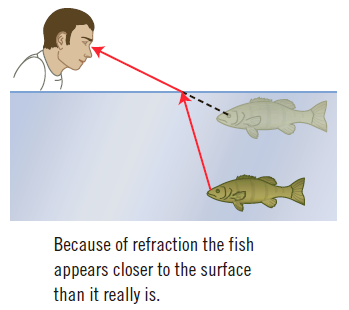 Because of refraction the fish
appears closer to the surface
than it really is.